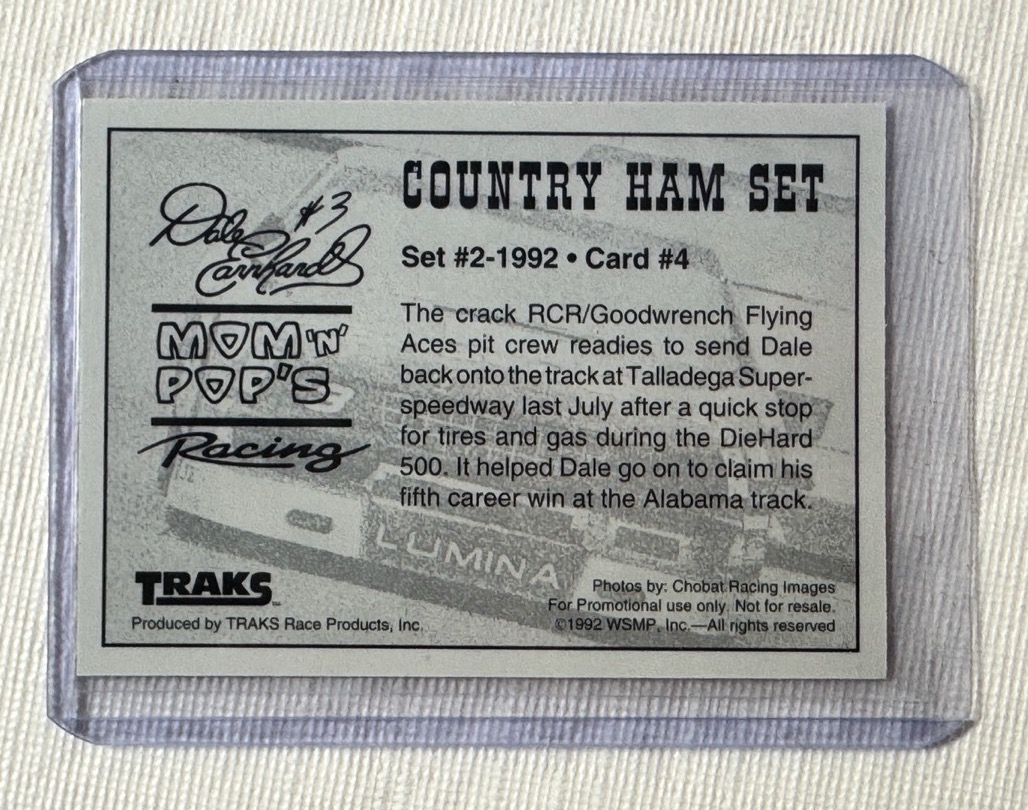 COUNTRY HAM SET
Set #2-1992 • Card #4
Dale #3
Earnhardt
MOM 'N'
POP'S
Racing
The crack RCR/Goodwrench Flying
Aces pit crew readies to send Dale
back onto the track at Talladega Super-
speedway last July after a quick stop
for tires and gas during the DieHard
500. It helped Dale go on to claim his
fifth career win at the Alabama track.
LUMINA
TRAKS™
Produced by TRAKS Race Products, Inc.
Photos by: Chobat Racing Images
For Promotional use only. Not for resale.
©1992 WSMP, Inc.—All rights reserved